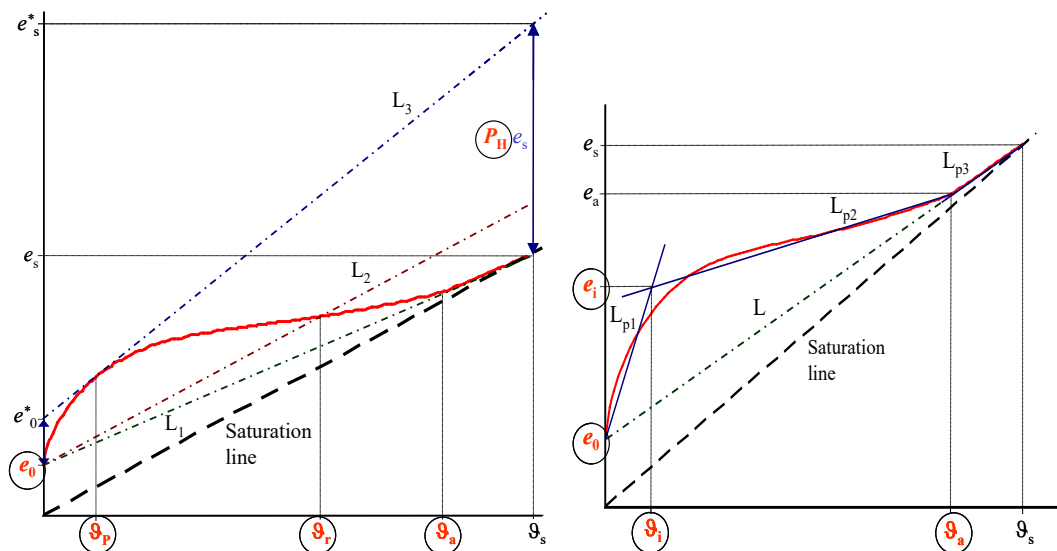 e*s
L3
PH es
es
L2
e*0
L1
Saturation
line
e0
ϑP
ϑr
ϑa
ϑs
es
Lp3
ea
Lp2
ei
Lp1
L
Saturation
line
e0
ϑi
ϑa
ϑs